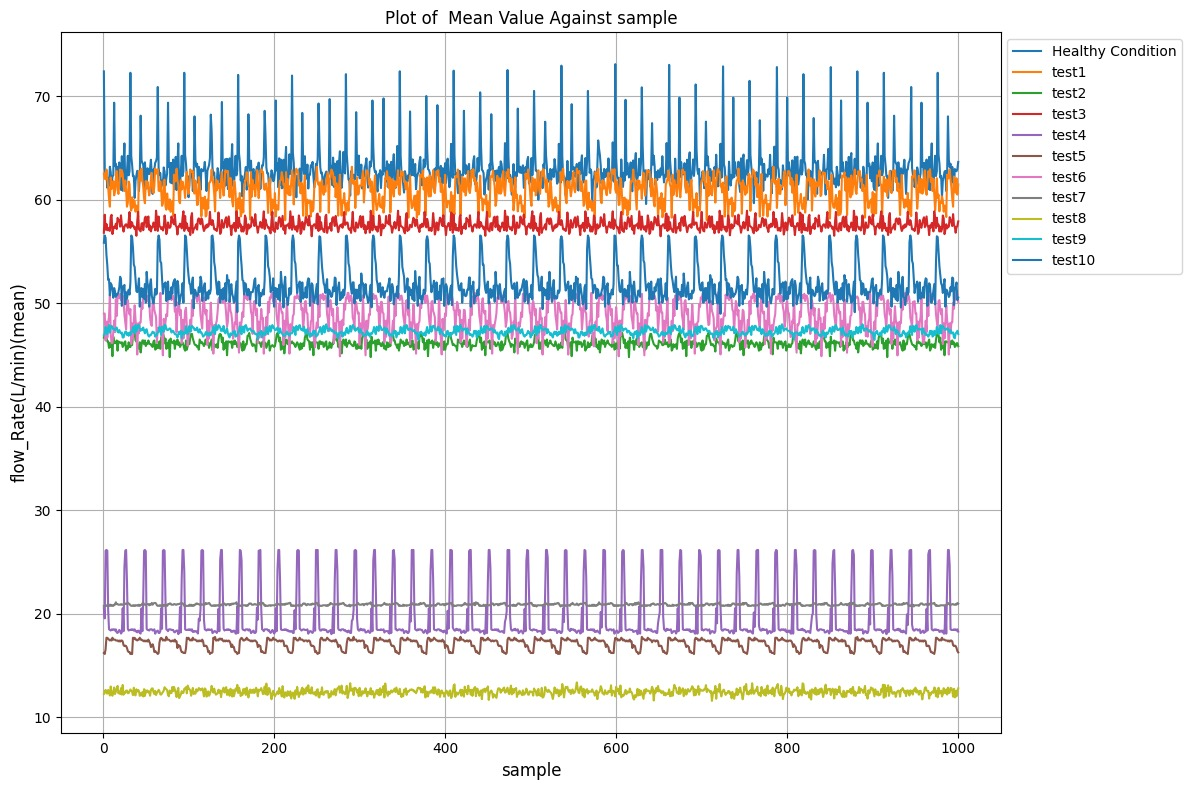 Plot of  Mean Value Against sample
Healthy Condition
test1
test2
test3
test4
test5
test6
test7
test8
test9
test10
flow_Rate(L/min)(mean)
70
60
50
40
30
20
10
0
200
400
600
800
1000
sample